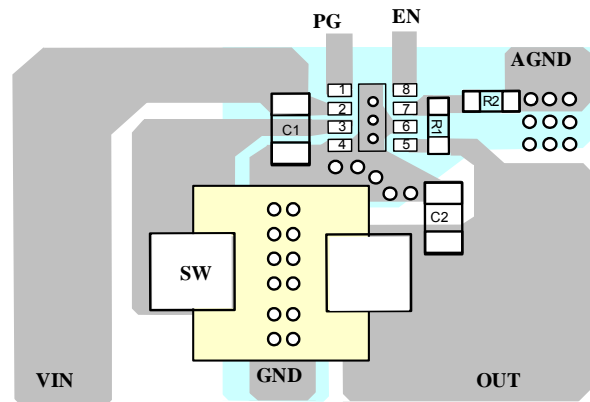 PG EN
AGND
1 8
2 7 R2
C1 3 6 R1
4 5
C2
SW
VIN GND OUT